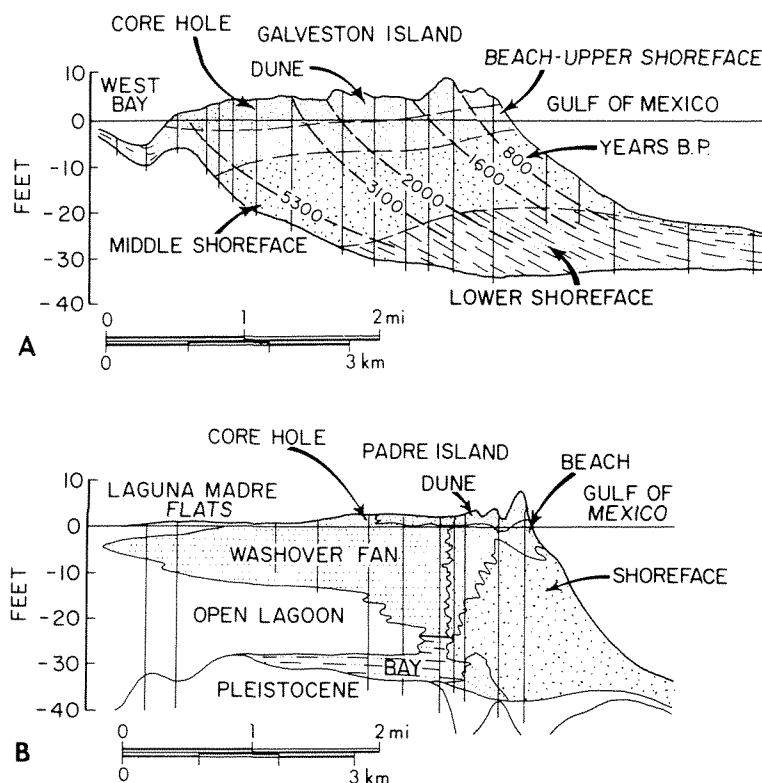 CORE HOLE
GALVESTON ISLAND
DUNE
BEACH-UPPER SHOREFACE
WEST
BAY
GULF OF MEXICO
YEARS B.P.
10
0
-10
-20
-30
-40
FEET
5300
3100
2000
1600
800
MIDDLE SHOREFACE
LOWER SHOREFACE
A
0
1
2 mi
0
3 km
CORE HOLE
PADRE ISLAND
DUNE
BEACH
LAGUNA MADRE
FLATS
GULF OF
MEXICO
10
0
-10
-20
-30
-40
FEET
WASHOVER FAN
SHOREFACE
OPEN LAGOON
BAY
PLEISTOCENE
B
0
1
2 mi
0
3 km